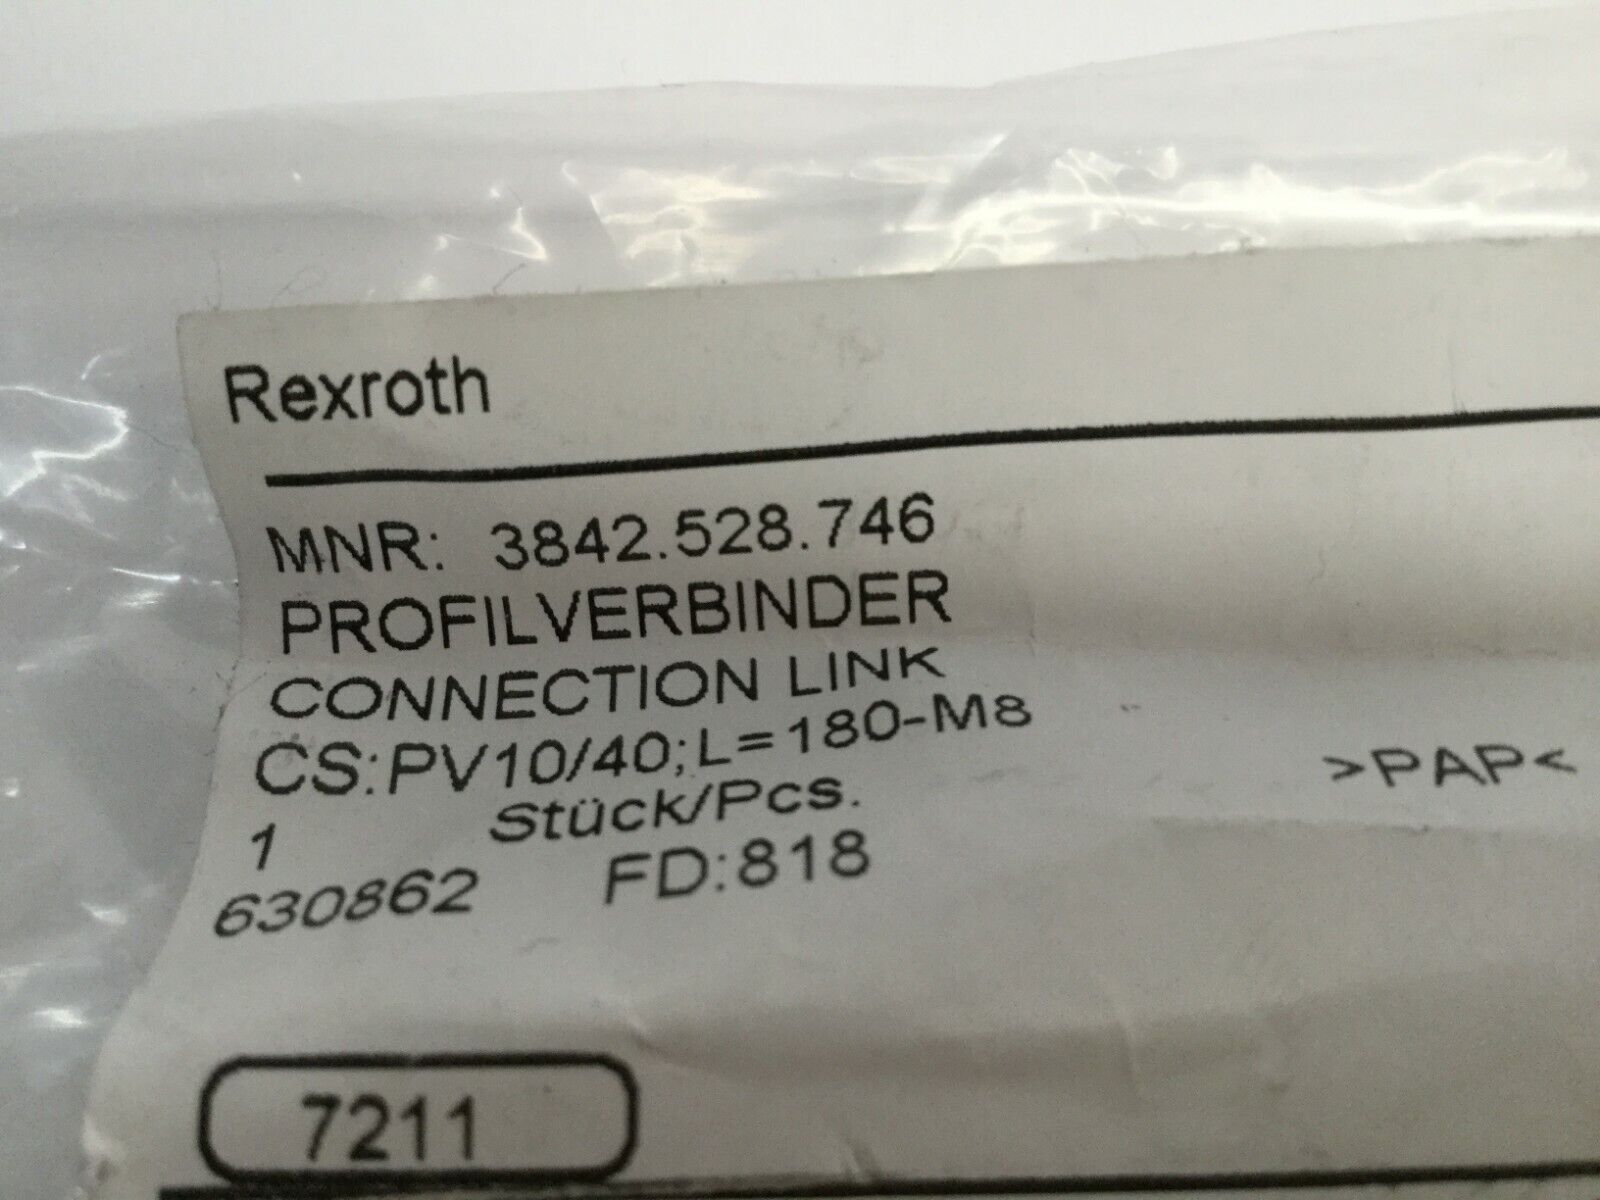 Rexroth
MNR: 3842.528.746
PROFILVERBINDER
CONNECTION LINK
CS:PV10/40;L=180-M8
1 Stück/Pcs. >PAP<
630862 FD:818
7211